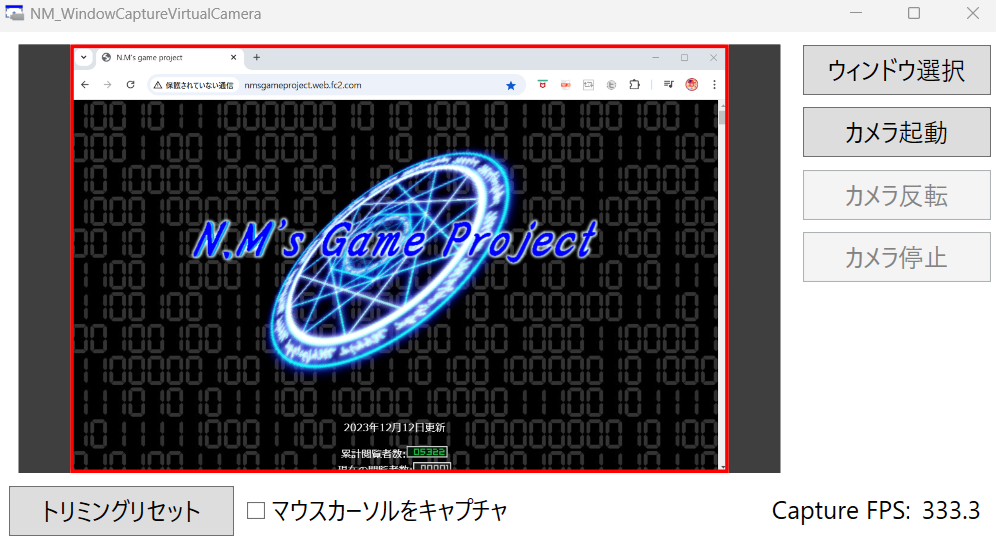 NM_WindowCaptureVirtualCamera
N.M's game project
保護されていない通信 nmsgameproject.web.fc2.com
N.M's Game Project
2023年12月12日更新
累計閲覧者数: 05322
現在の閲覧者数: 00001
ウィンドウ選択
カメラ起動
カメラ反転
カメラ停止
トリミングリセット
マウスカーソルをキャプチャ
Capture FPS: 333.3